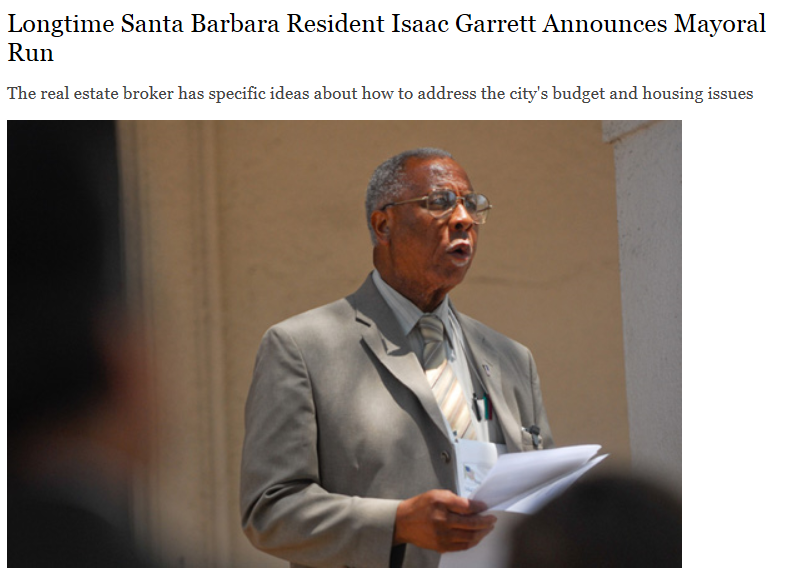 Longtime Santa Barbara Resident Isaac Garrett Announces Mayoral
Run
The real estate broker has specific ideas about how to address the city's budget and housing issues